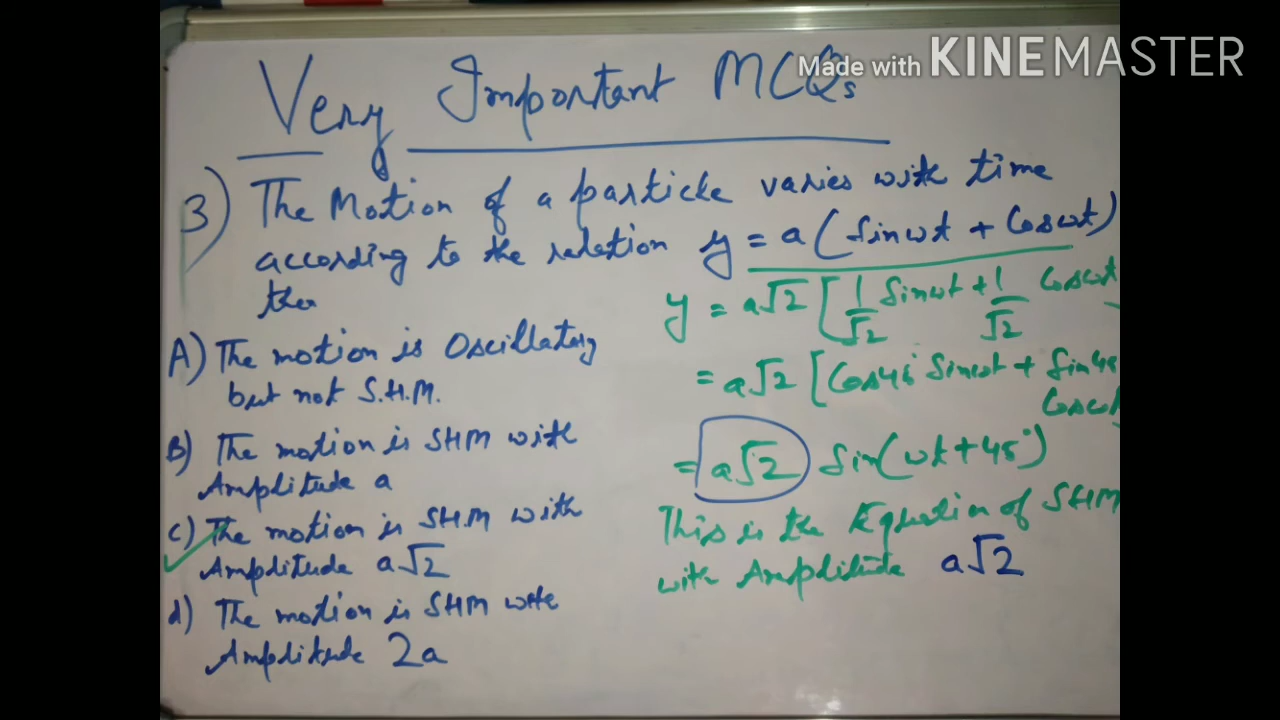 Made with KINEMASTER
Very Important MCQs
3) The Motion of a particle varies with time
according to the relation y = a (Sinωt + Cosωt)
then
A) The motion is Oscillatory
but not S.H.M.
B) The motion is SHM with
Amplitude a
C) The motion is S.H.M with
Amplitude a√2
d) The motion is SHM with
Amplitude 2a
y = a√2 [1/√2 Sinωt + 1/√2 Cosωt
= a√2 [Cos45° Sinωt + Sin45
Cosωt
= a√2 Sin(ωt + 45°)
This is the Equation of SHM
with Amplitude a√2